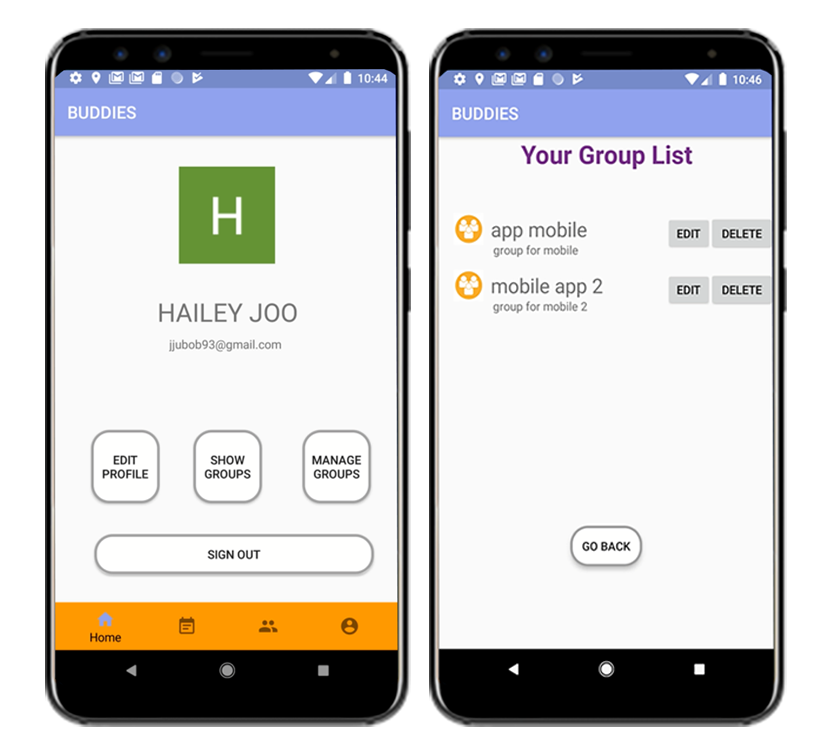 10:44
BUDDIES
H
HAILEY JOO
jjubob93@gmail.com
EDIT
PROFILE
SHOW
GROUPS
MANAGE
GROUPS
SIGN OUT
Home
10:46
BUDDIES
Your Group List
app mobile
group for mobile
EDIT DELETE
mobile app 2
group for mobile 2
EDIT DELETE
GO BACK